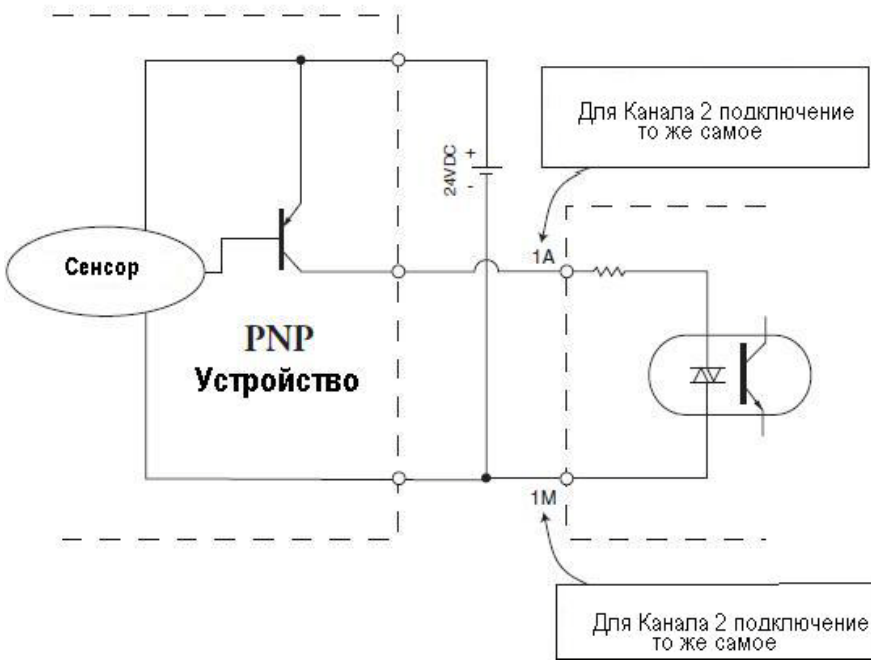 Для Канала 2 подключение
то же самое
24VDC
+
-
1A
Сенсор
PNP
Устройство
1M
Для Канала 2 подключение
то же самое